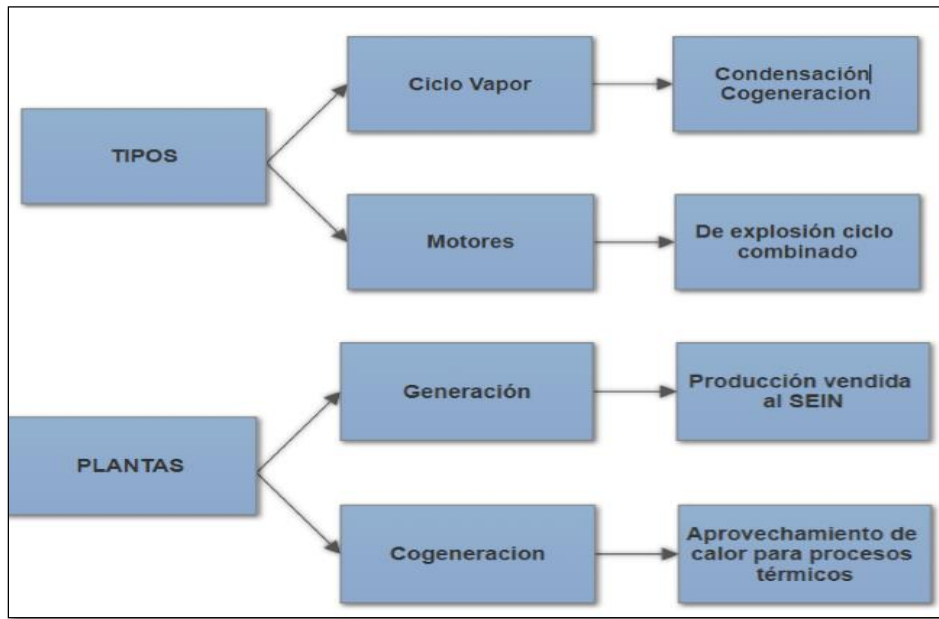 TIPOS
Ciclo Vapor
Condensación
Cogeneracion
Motores
De explosión ciclo
combinado
PLANTAS
Generación
Producción vendida
al SEIN
Cogeneracion
Aprovechamiento de
calor para procesos
térmicos